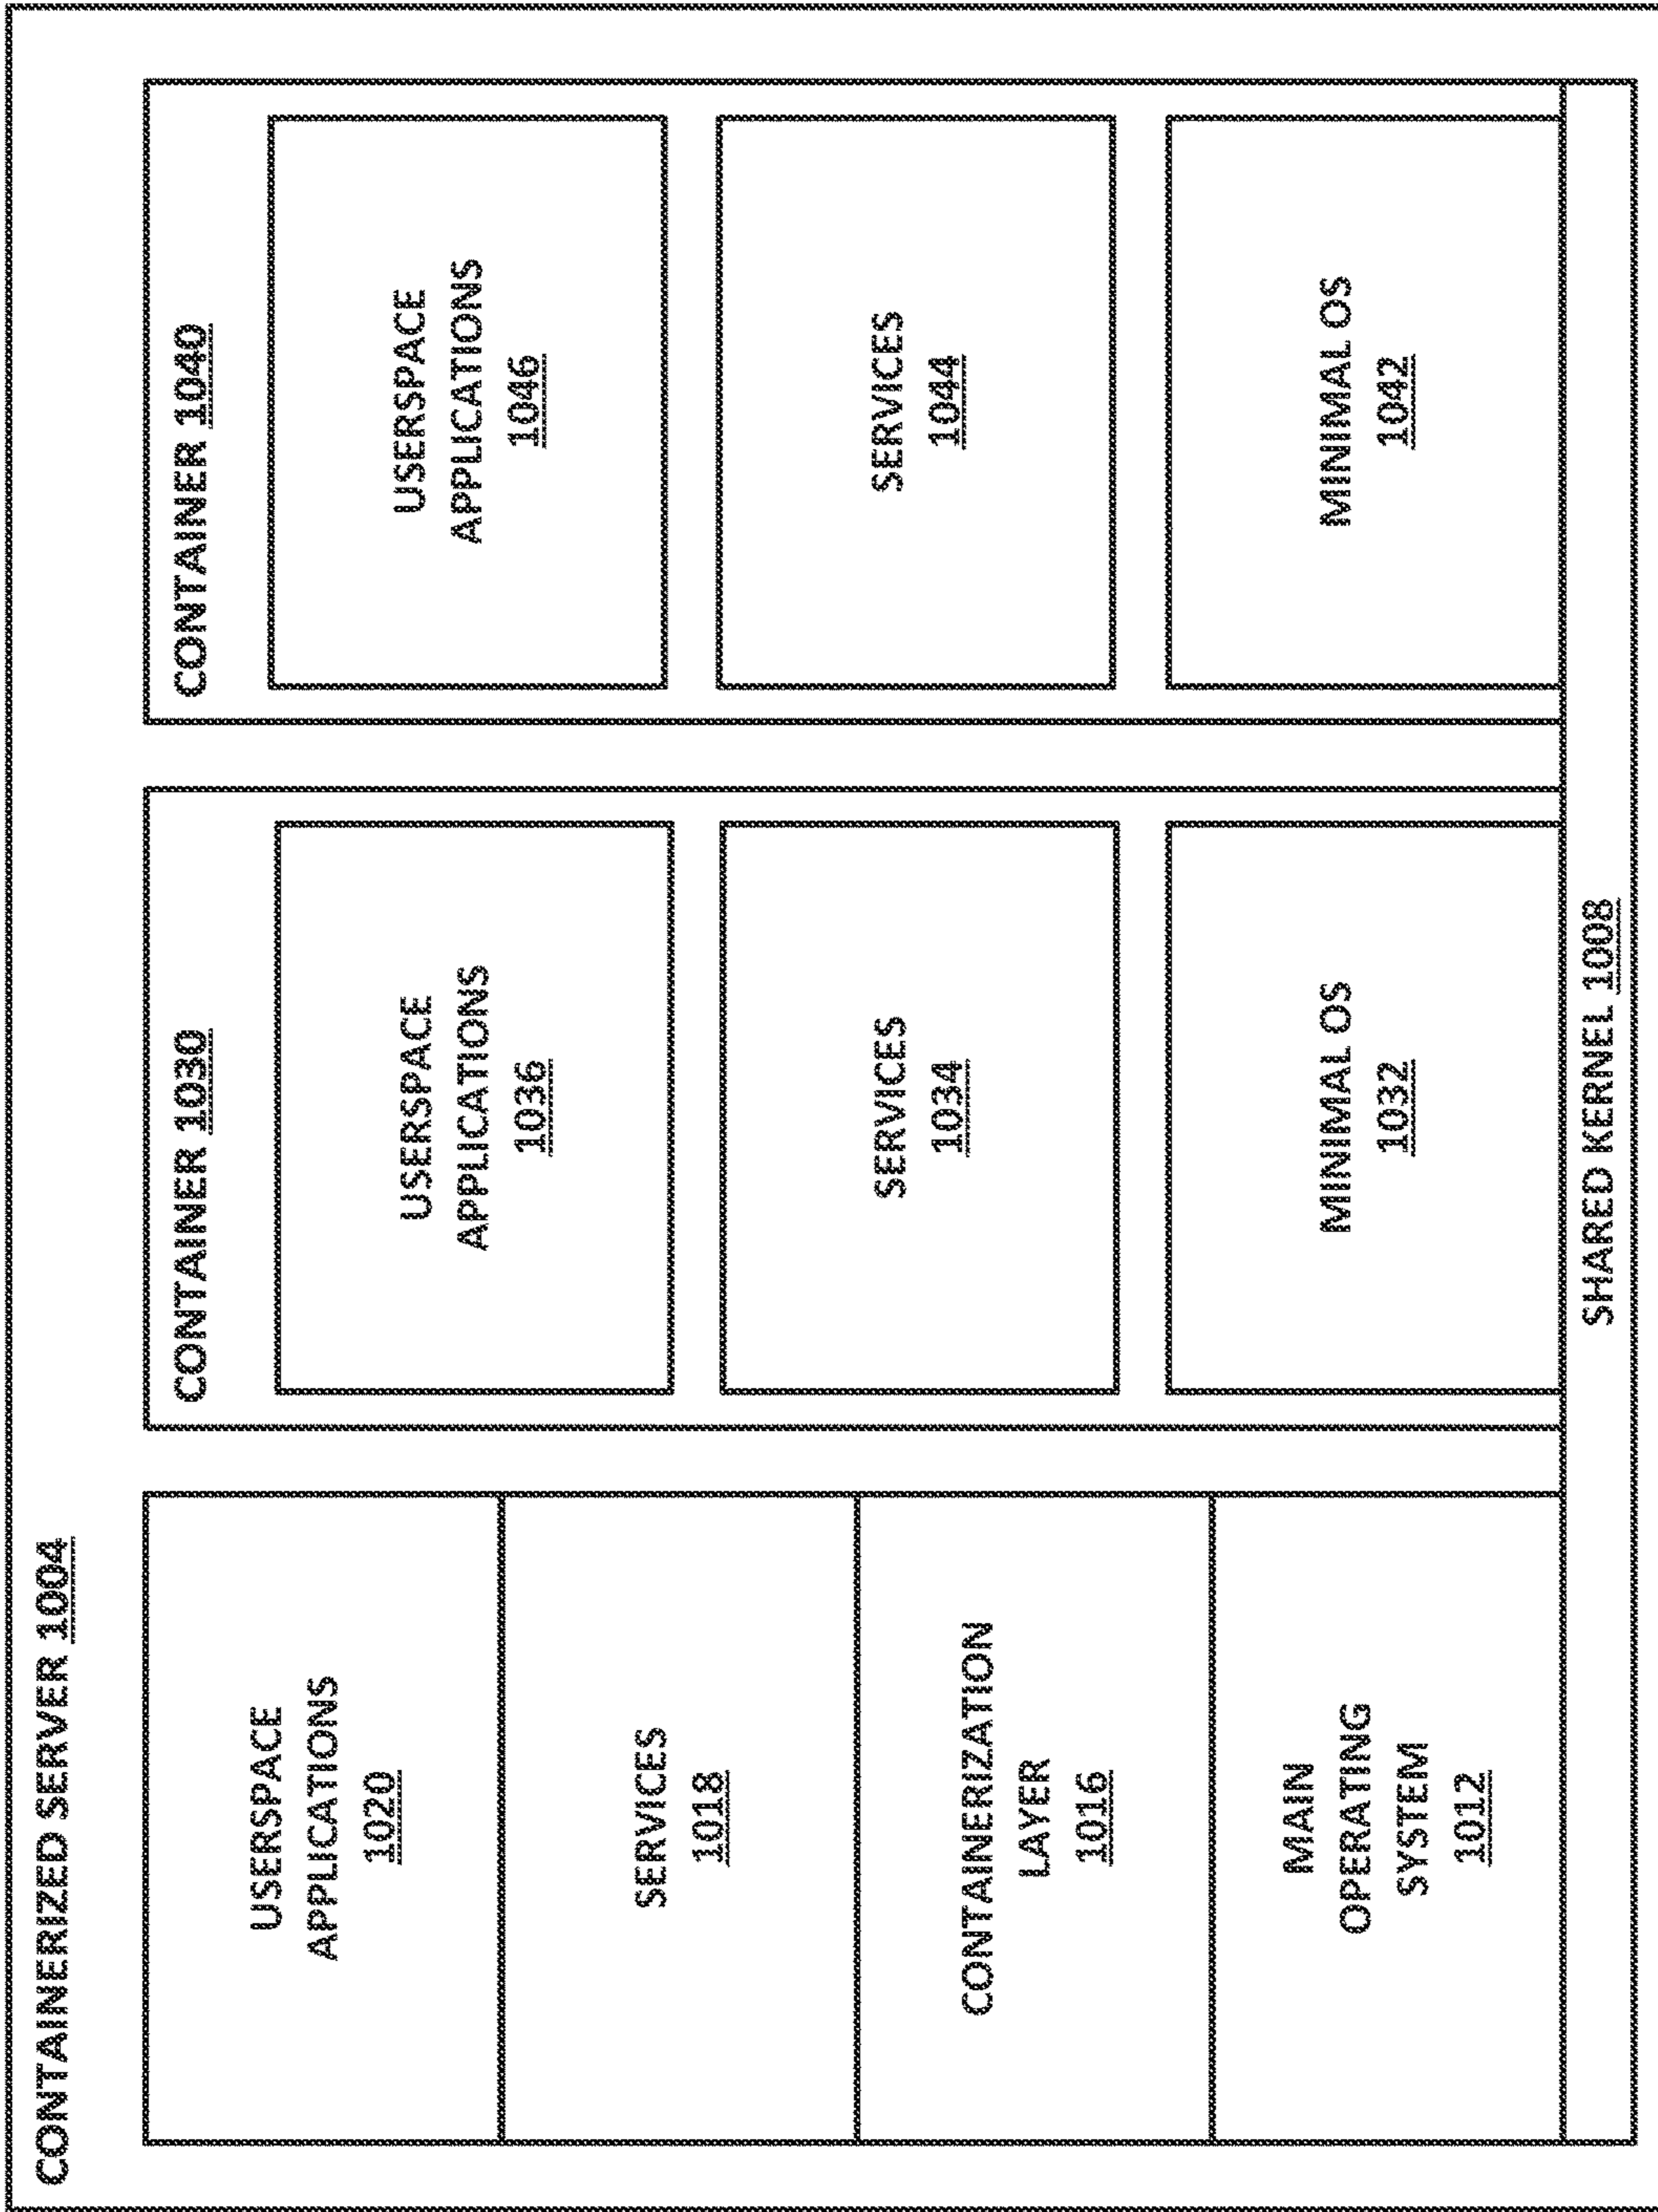 CONTAINERIZED SERVER 1004
USERSPACE
APPLICATIONS
1020
SERVICES
1018
CONTAINERIZATION
LAYER
1016
MAIN
OPERATING
SYSTEM
1012
CONTAINER 1030
USERSPACE
APPLICATIONS
1036
SERVICES
1034
MINIMAL OS
1032
CONTAINER 1040
USERSPACE
APPLICATIONS
1046
SERVICES
1044
MINIMAL OS
1042
SHARED KERNEL 1008